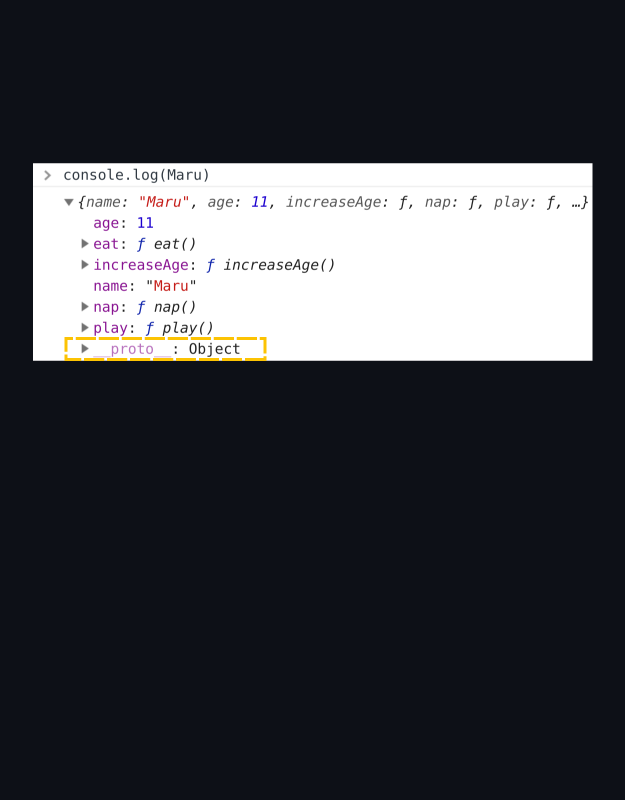 console.log(Maru)
{name: "Maru", age: 11, increaseAge: ƒ, nap: ƒ, play: ƒ, …}
age: 11
eat: ƒ eat()
increaseAge: ƒ increaseAge()
name: "Maru"
nap: ƒ nap()
play: ƒ play()
__proto__: Object